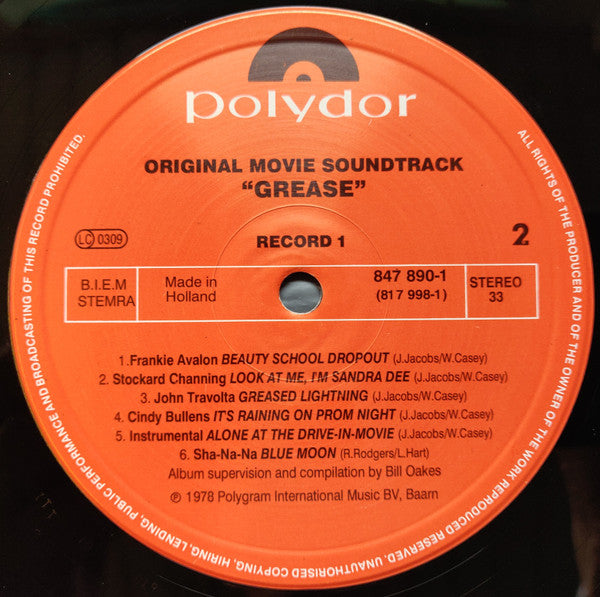 polydor
ORIGINAL MOVIE SOUNDTRACK
“GREASE”
LC 0309
RECORD 1
2
B.I.E.M
STEMRA
Made in
Holland
847 890-1
(817 998-1)
STEREO
33
1.Frankie Avalon BEAUTY SCHOOL DROPOUT (J.Jacobs/W.Casey)
2. Stockard Channing LOOK AT ME, I'M SANDRA DEE (J.Jacobs/W.Casey)
3. John Travolta GREASED LIGHTNING (J.Jacobs/W.Casey)
4. Cindy Bullens IT'S RAINING ON PROM NIGHT (J.Jacobs/W.Casey)
5. Instrumental ALONE AT THE DRIVE-IN-MOVIE (J.Jacobs/W.Casey)
6. Sha-Na-Na BLUE MOON (R.Rodgers/L.Hart)
Album supervision and compilation by Bill Oakes
℗ 1978 Polygram International Music BV, Baarn
ALL RIGHTS OF THE PRODUCER AND OF THE OWNER OF THE WORK REPRODUCED RESERVED. UNAUTHORISED COPYING, HIRING, LENDING, PUBLIC PERFORMANCE AND BROADCASTING OF THIS RECORD PROHIBITED.